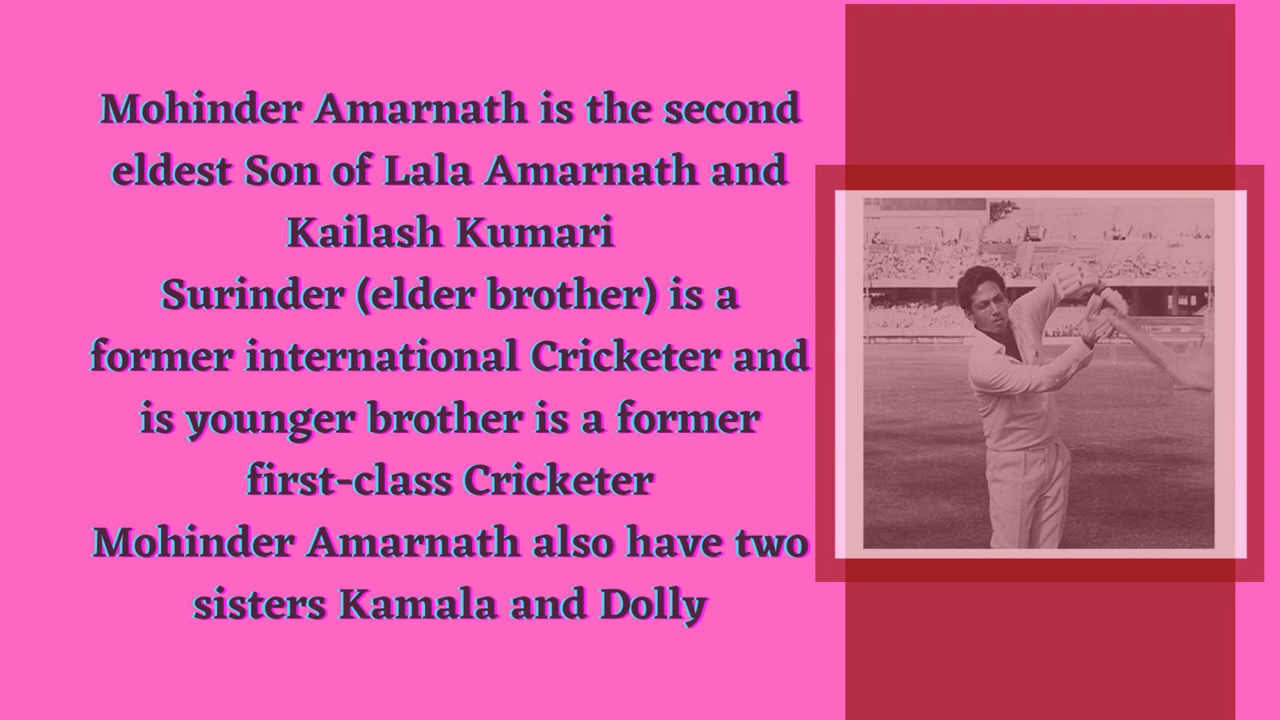 Mohinder Amarnath is the second
eldest Son of Lala Amarnath and
Kailash Kumari
Surinder (elder brother) is a
former international Cricketer and
is younger brother is a former
first-class Cricketer
Mohinder Amarnath also have two
sisters Kamala and Dolly